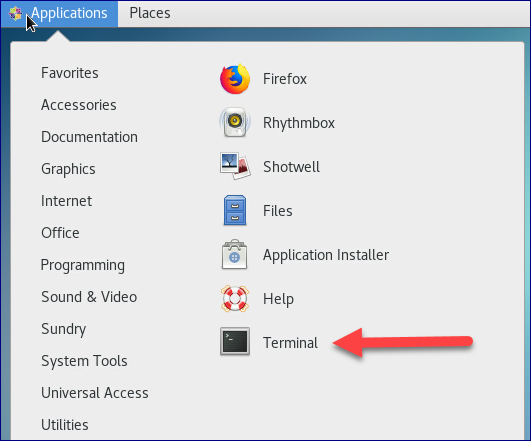 Applications Places
Favorites
Accessories
Documentation
Graphics
Internet
Office
Programming
Sound & Video
Sundry
System Tools
Universal Access
Utilities
Firefox
Rhythmbox
Shotwell
Files
Application Installer
Help
Terminal